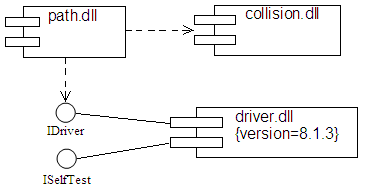 path.dll
collision.dll
IDriver
driver.dll
{version=8.1.3}
ISelfTest